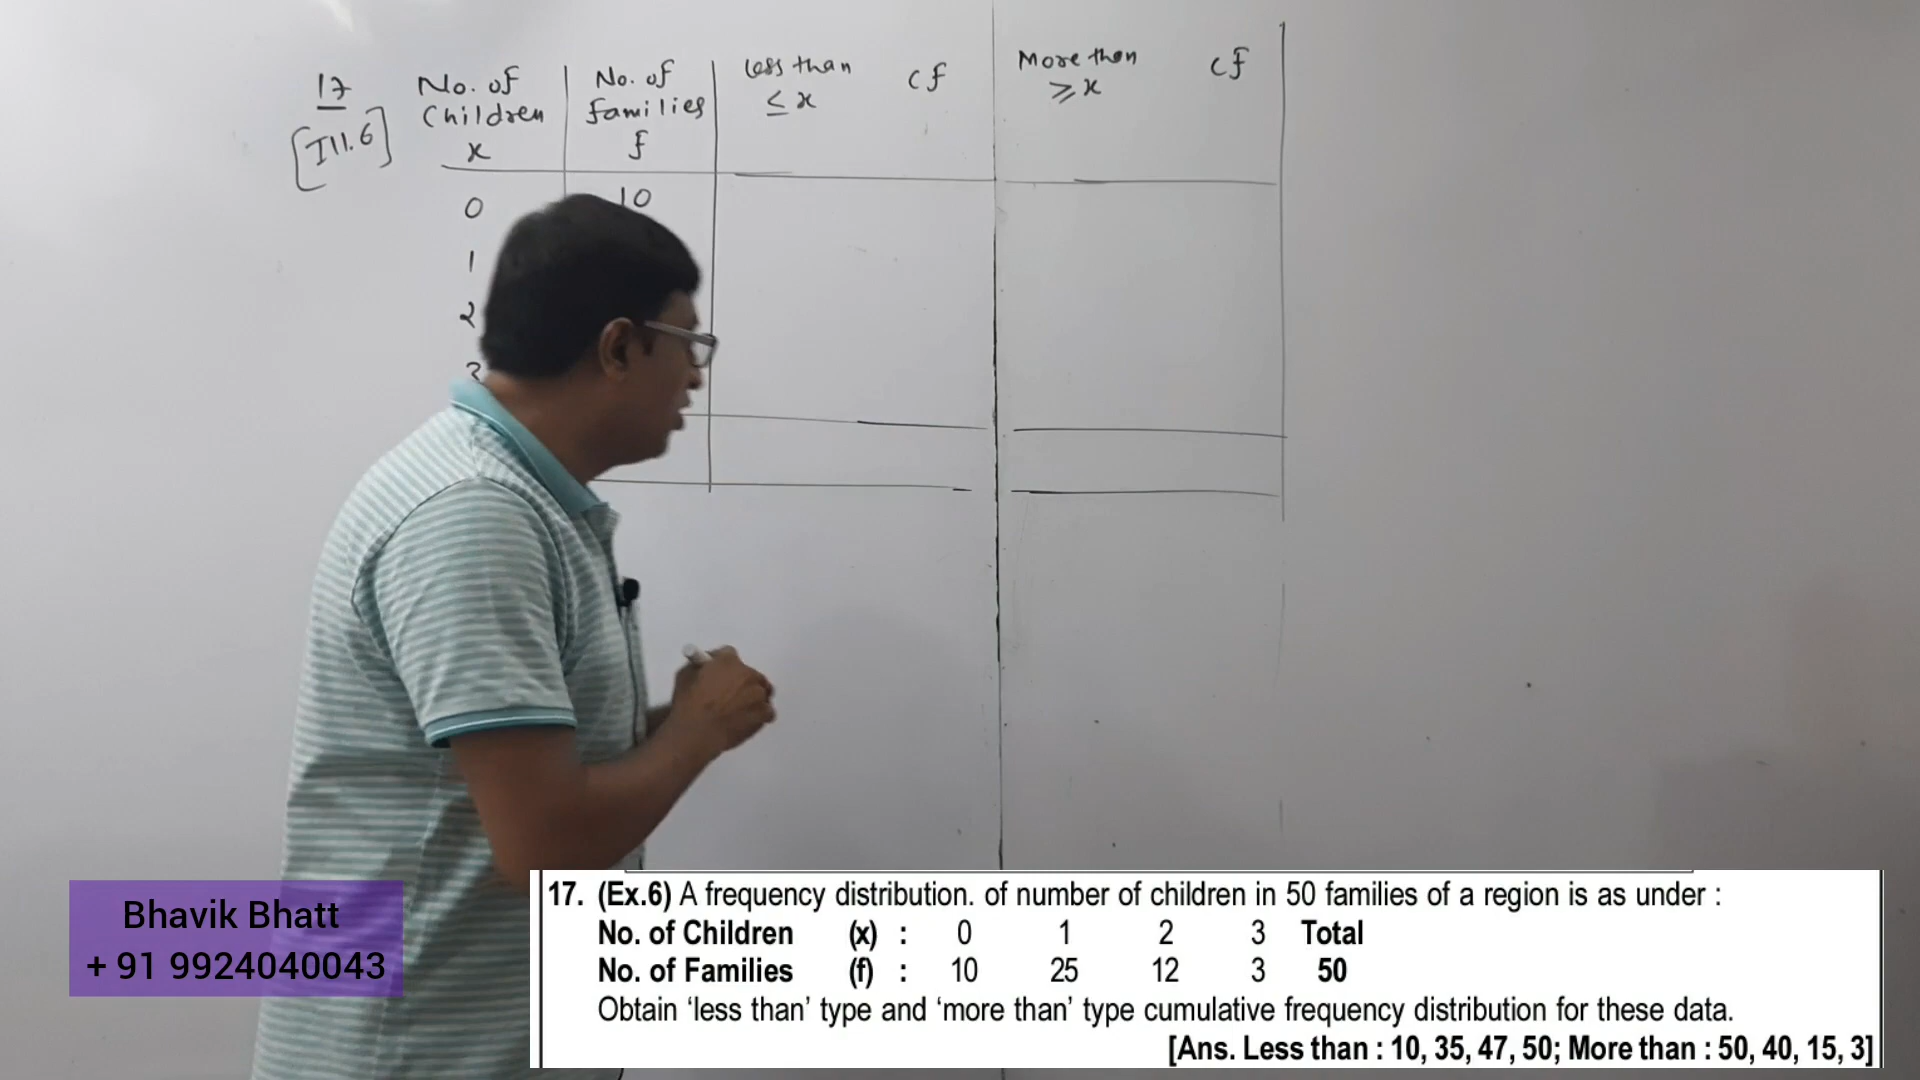 17
[Ill.6]
No. of
Children
x
No. of
families
f
less than
≤ x
cf
More than
≥ x
cf
0
10
1
2
3
Bhavik Bhatt
+ 91 9924040043
17. (Ex.6) A frequency distribution. of number of children in 50 families of a region is as under :
No. of Children (x) : 0 1 2 3 Total
No. of Families (f) : 10 25 12 3 50
Obtain ‘less than’ type and ‘more than’ type cumulative frequency distribution for these data.
[Ans. Less than : 10, 35, 47, 50; More than : 50, 40, 15, 3]